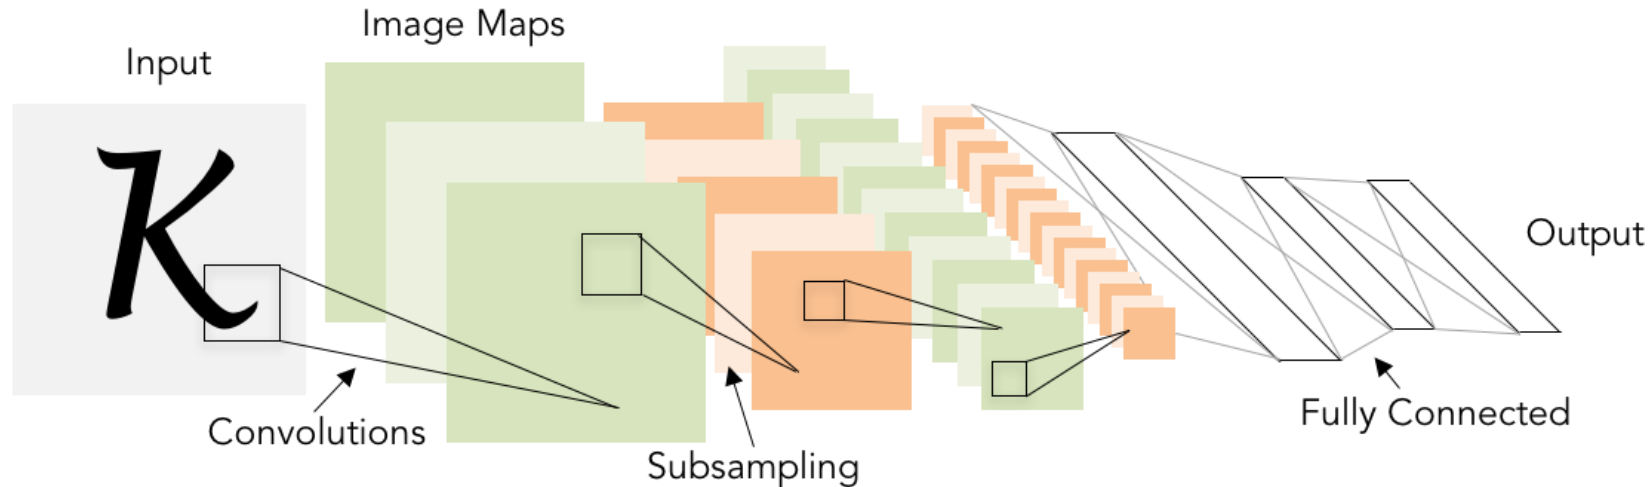 Input
Image Maps
K
Convolutions
Subsampling
Fully Connected
Output